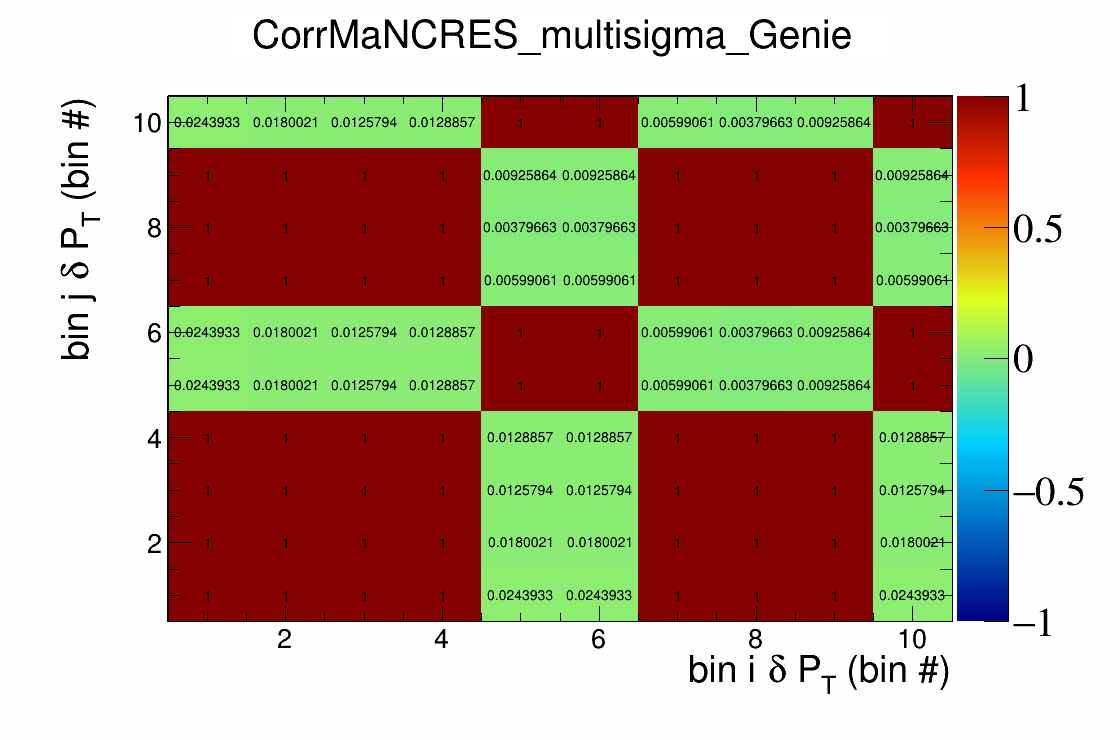 CorrMaNCRES_multisigma_Genie
bin j δ P_T (bin #)
10 0.0243933 0.0180021 0.0125794 0.0128857 1 1 0.00599061 0.00379663 0.00925864 1
1 1 1 1 0.00925864 0.00925864 1 1 1 0.00925864
8 1 1 1 1 0.00379663 0.00379663 1 1 1 0.00379663
1 1 1 1 0.00599061 0.00599061 1 1 1 0.00599061
6 0.0243933 0.0180021 0.0125794 0.0128857 1 1 0.00599061 0.00379663 0.00925864 1
0.0243933 0.0180021 0.0125794 0.0128857 1 1 0.00599061 0.00379663 0.00925864 1
4 1 1 1 1 0.0128857 0.0128857 1 1 1 0.0128857
1 1 1 1 0.0125794 0.0125794 1 1 1 0.0125794
2 1 1 1 1 0.0180021 0.0180021 1 1 1 0.0180021
1 1 1 1 0.0243933 0.0243933 1 1 1 0.0243933
2 4 6 8 10
bin i δ P_T (bin #)
1
0.5
0
−0.5
−1